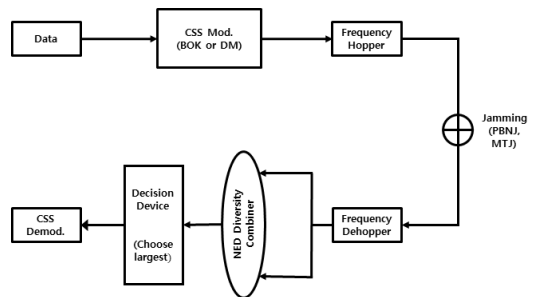 Data
CSS Mod.
(BOK or DM)
Frequency
Hopper
Jamming
(PBNJ,
MTJ)
Frequency
Dehopper
NED Diversity
Combiner
Decision
Device
(Choose
largest)
CSS
Demod.